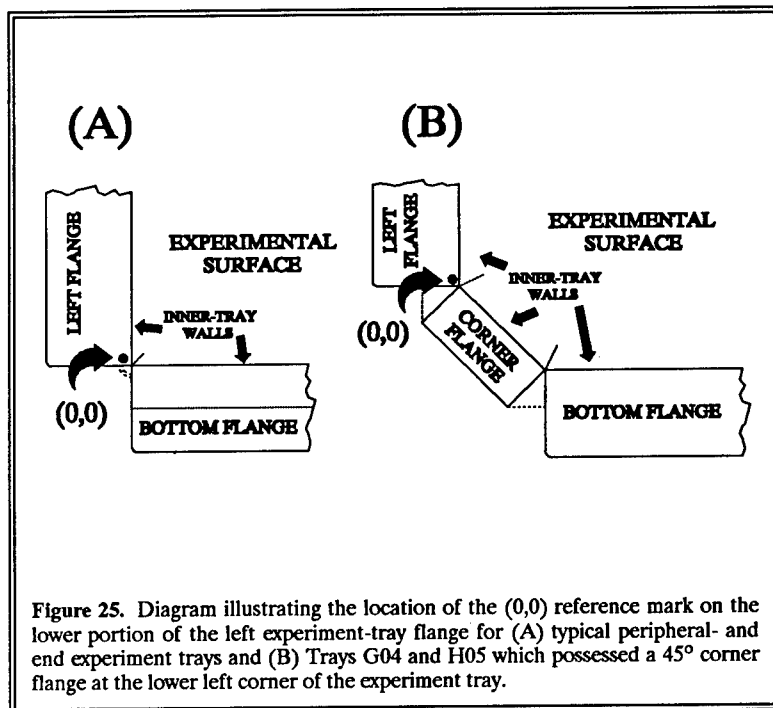 (A)
LEFT FLANGE
EXPERIMENTAL
SURFACE
INNER-TRAY
WALLS
(0,0)
BOTTOM FLANGE
(B)
LEFT
FLANGE
EXPERIMENTAL
SURFACE
INNER-TRAY
WALLS
(0,0)
CORNER
FLANGE
BOTTOM FLANGE
Figure 25. Diagram illustrating the location of the (0,0) reference mark on the
lower portion of the left experiment-tray flange for (A) typical peripheral- and
end experiment trays and (B) Trays G04 and H05 which possessed a 45° corner
flange at the lower left corner of the experiment tray.